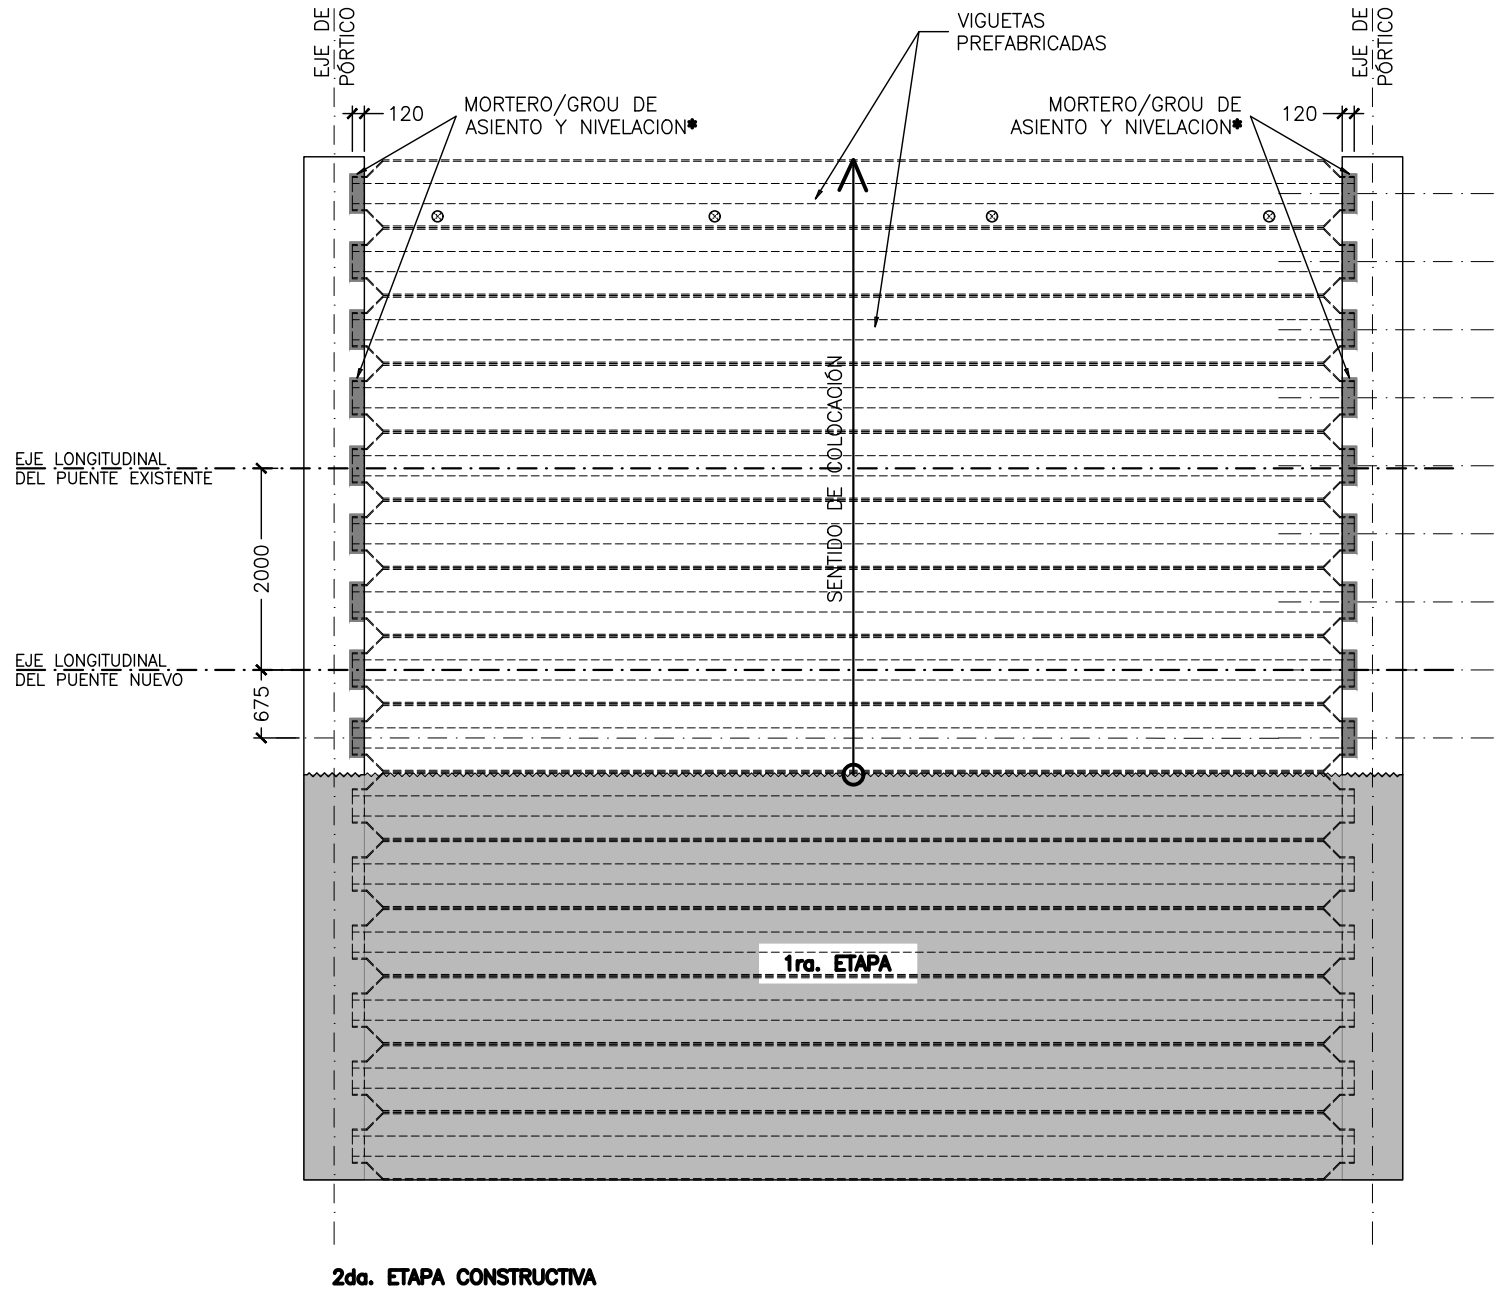 EJE DE
PÓRTICO
VIGUETAS
PREFABRICADAS
EJE DE
PÓRTICO
120
MORTERO/GROU DE
ASIENTO Y NIVELACION*
MORTERO/GROU DE
ASIENTO Y NIVELACION*
120
SENTIDO DE COLOCACIÓN
EJE LONGITUDINAL
DEL PUENTE EXISTENTE
2000
EJE LONGITUDINAL
DEL PUENTE NUEVO
675
1ra. ETAPA
2da. ETAPA CONSTRUCTIVA